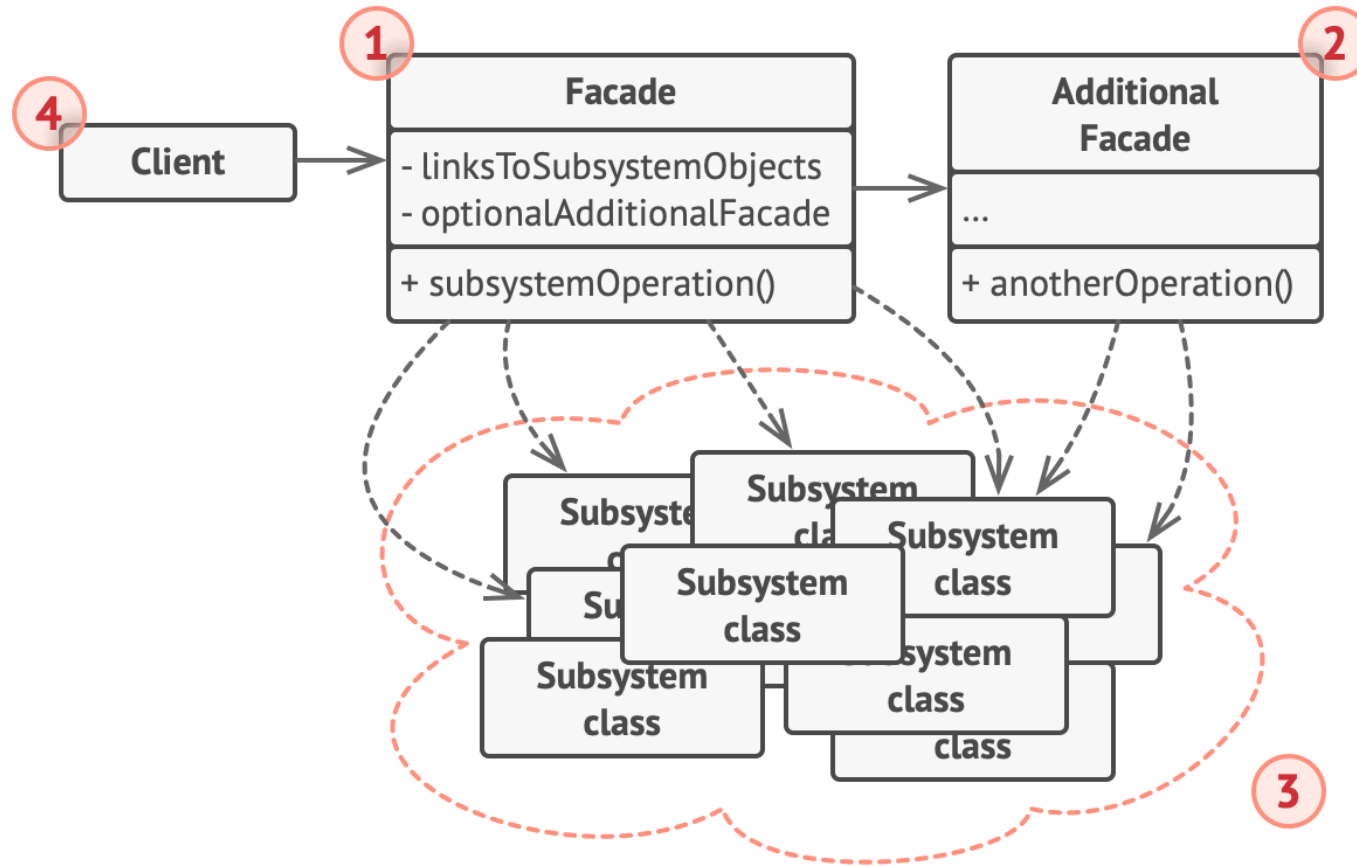 1
2
Facade
Additional
Facade
4
Client
- linksToSubsystemObjects
- optionalAdditionalFacade
...
+ subsystemOperation()
+ anotherOperation()
Subsystem
Subsystem
class
Subsystem
class
Subsystem
class
Subsystem
class
class
3